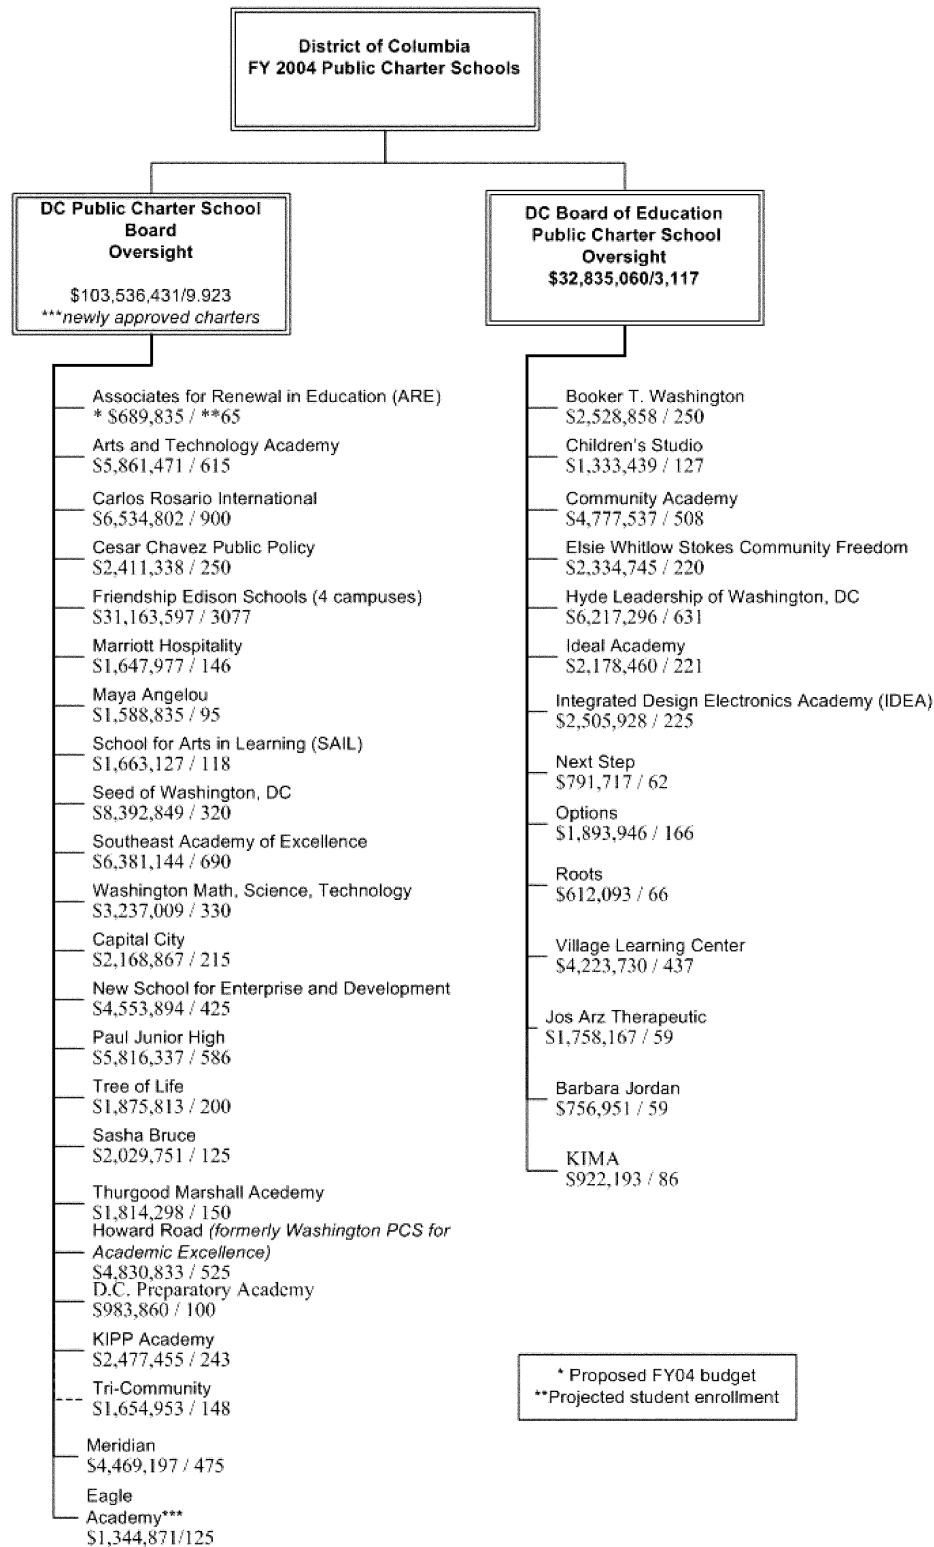 District of Columbia
FY 2004 Public Charter Schools
DC Public Charter School
Board
Oversight
$103,536,431/9.923
***newly approved charters
Associates for Renewal in Education (ARE)
* $689,835 / **65
Arts and Technology Academy
$5,861,471 / 615
Carlos Rosario International
$6,534,802 / 900
Cesar Chavez Public Policy
$2,411,338 / 250
Friendship Edison Schools (4 campuses)
$31,163,597 / 3077
Marriott Hospitality
$1,647,977 / 146
Maya Angelou
$1,588,835 / 95
School for Arts in Learning (SAIL)
$1,663,127 / 118
Seed of Washington, DC
$8,392,849 / 320
Southeast Academy of Excellence
$6,381,144 / 690
Washington Math, Science, Technology
$3,237,009 / 330
Capital City
$2,168,867 / 215
New School for Enterprise and Development
$4,553,894 / 425
Paul Junior High
$5,816,337 / 586
Tree of Life
$1,875,813 / 200
Sasha Bruce
$2,029,751 / 125
Thurgood Marshall Acedemy
$1,814,298 / 150
Howard Road (formerly Washington PCS for
Academic Excellence)
$4,830,833 / 525
D.C. Preparatory Academy
$983,860 / 100
KIPP Academy
$2,477,455 / 243
Tri-Community
$1,654,953 / 148
Meridian
$4,469,197 / 475
Eagle
Academy***
$1,344,871/125
DC Board of Education
Public Charter School
Oversight
$32,835,060/3,117
Booker T. Washington
$2,528,858 / 250
Children's Studio
$1,333,439 / 127
Community Academy
$4,777,537 / 508
Elsie Whitlow Stokes Community Freedom
$2,334,745 / 220
Hyde Leadership of Washington, DC
$6,217,296 / 631
Ideal Academy
$2,178,460 / 221
Integrated Design Electronics Academy (IDEA)
$2,505,928 / 225
Next Step
$791,717 / 62
Options
$1,893,946 / 166
Roots
$612,093 / 66
Village Learning Center
$4,223,730 / 437
Jos Arz Therapeutic
$1,758,167 / 59
Barbara Jordan
$756,951 / 59
KIMA
$922,193 / 86
* Proposed FY04 budget
**Projected student enrollment